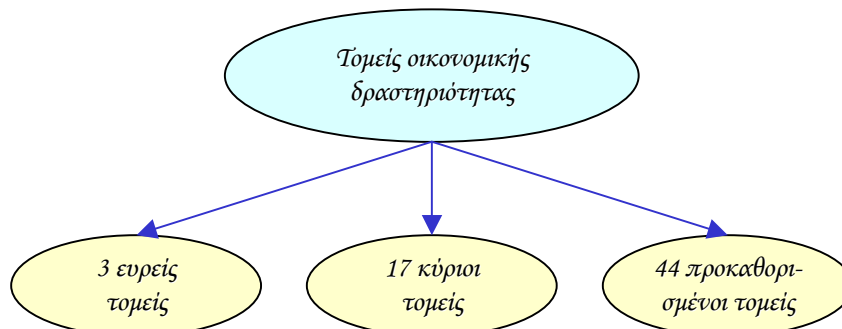 Τομείς οικονομικής
δραστηριότητας
3 ευρείς
τομείς
17 κύριοι
τομείς
44 προκαθορι-
σμένοι τομείς